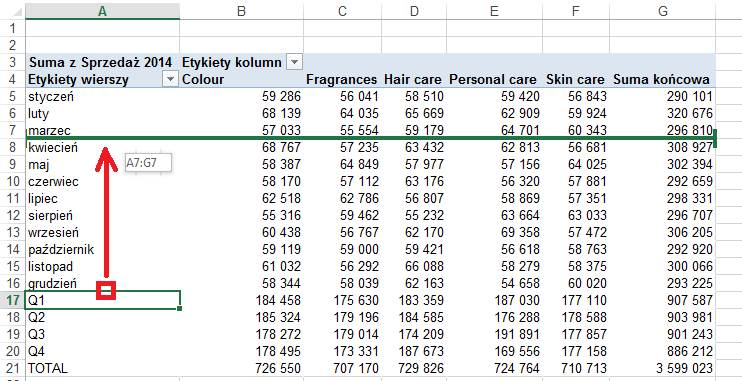 A B C D E F G
1
2
3 Suma z Sprzedaż 2014 Etykiety kolumn
4 Etykiety wierszy Colour Fragrances Hair care Personal care Skin care Suma końcowa
5 styczeń 59 286 56 041 58 510 59 420 56 843 290 101
6 luty 68 139 64 035 65 669 62 909 59 924 320 676
7 marzec 57 033 55 554 59 179 64 701 60 343 296 810
8 kwiecień 68 767 57 235 63 432 62 813 56 681 308 927
9 maj 58 387 64 849 57 977 57 156 64 025 302 394
A7:G7
10 czerwiec 58 170 57 112 63 176 56 320 57 881 292 659
11 lipiec 62 518 62 786 56 807 58 869 57 351 298 331
12 sierpień 55 316 59 462 55 232 63 664 63 033 296 707
13 wrzesień 60 438 56 767 62 170 69 358 57 472 306 205
14 październik 59 119 59 000 59 421 56 618 58 763 292 920
15 listopad 61 032 56 292 66 088 58 279 58 375 300 066
16 grudzień 58 344 58 039 62 163 54 658 60 020 293 225
17 Q1 184 458 175 630 183 359 187 030 177 110 907 587
18 Q2 185 324 179 196 184 585 176 288 178 588 903 981
19 Q3 178 272 179 014 174 209 191 891 177 857 901 243
20 Q4 178 495 173 331 187 673 169 556 177 158 886 212
21 TOTAL 726 550 707 170 729 826 724 764 710 713 3 599 023